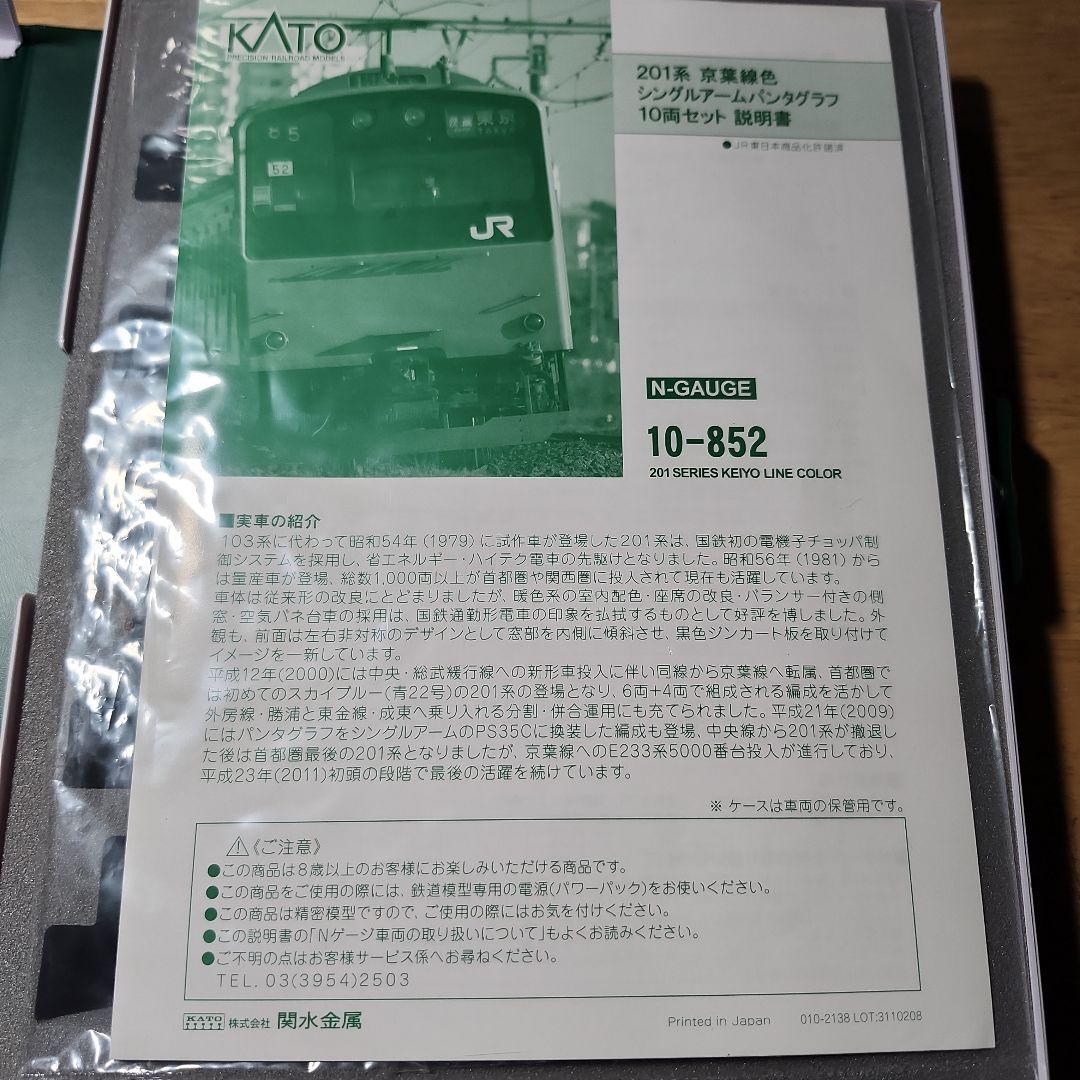 KATO
PRECISION RAILROAD MODELS
201系 京葉線色
シングルアームパンタグラフ
10両セット 説明書
●JR東日本商品化許諾済
快速 東京
TOKYO
52
JR
N-GAUGE
10-852
201 SERIES KEIYO LINE COLOR
■実車の紹介
103系に代わって昭和54年(1979)に試作車が登場した201系は、国鉄初の電機子チョッパ制
御システムを採用し、省エネルギー・ハイテク電車の先駆けとなりました。昭和56年(1981)から
は量産車が登場、総数1,000両以上が首都圏や関西圏に投入されて現在も活躍しています。
車体は従来形の改良にとどまりましたが、暖色系の室内配色・座席の改良・バランサー付きの側
窓・空気バネ台車の採用は、国鉄通勤形電車の印象を払拭するものとして好評を博しました。外
観も、前面は左右非対称のデザインとして窓部を内側に傾斜させ、黒色ジンカート板を取り付けて
イメージを一新しています。
平成12年(2000)には中央・総武緩行線への新形車投入に伴い同線から京葉線へ転属、首都圏で
は初めてのスカイブルー(青22号)の201系の登場となり、6両+4両で組成される編成を活かして
外房線・勝浦と東金線・成東へ乗り入れる分割・併合運用にも充てられました。平成21年(2009)
にはパンタグラフをシングルアームのPS35Cに換装した編成も登場、中央線から201系が撤退し
た後は首都圏最後の201系となりましたが、京葉線へのE233系5000番台投入が進行しており、
平成23年(2011)初頭の段階で最後の活躍を続けています。
※ ケースは車両の保管用です。
⚠《ご注意》
●この商品は8歳以上のお客様にお楽しみいただける商品です。
●この商品をご使用の際には、鉄道模型専用の電源(パワーパック)をお使いください。
●この商品は精密模型ですので、ご使用の際にはお気を付けください。
●この説明書の「Nゲージ車両の取り扱いについて」もよくお読みください。
●ご不明の点はお客様サービス係へお尋ねください。
TEL. 03(3954)2503
KATO 株式会社 関水金属
Printed in Japan 010-2138 LOT:3110208